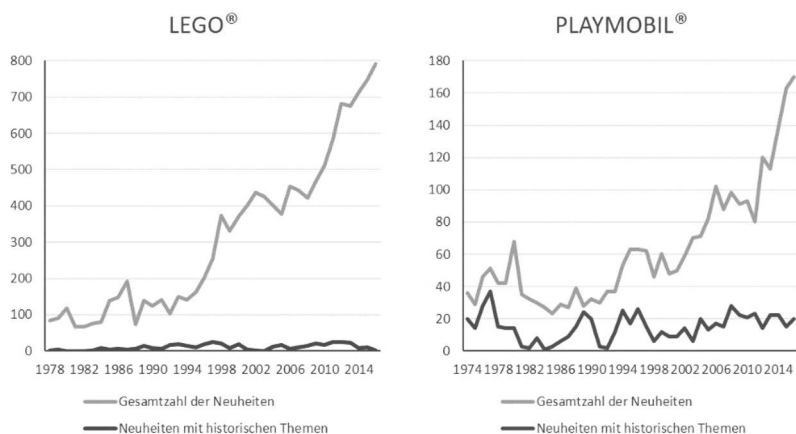 LEGO®
800
700
600
500
400
300
200
100
0
1978 1982 1986 1990 1994 1998 2002 2006 2010 2014
Gesamtzahl der Neuheiten
Neuheiten mit historischen Themen
PLAYMOBIL®
180
160
140
120
100
80
60
40
20
0
1974 1978 1982 1986 1990 1994 1998 2002 2006 2010 2014
Gesamtzahl der Neuheiten
Neuheiten mit historischen Themen